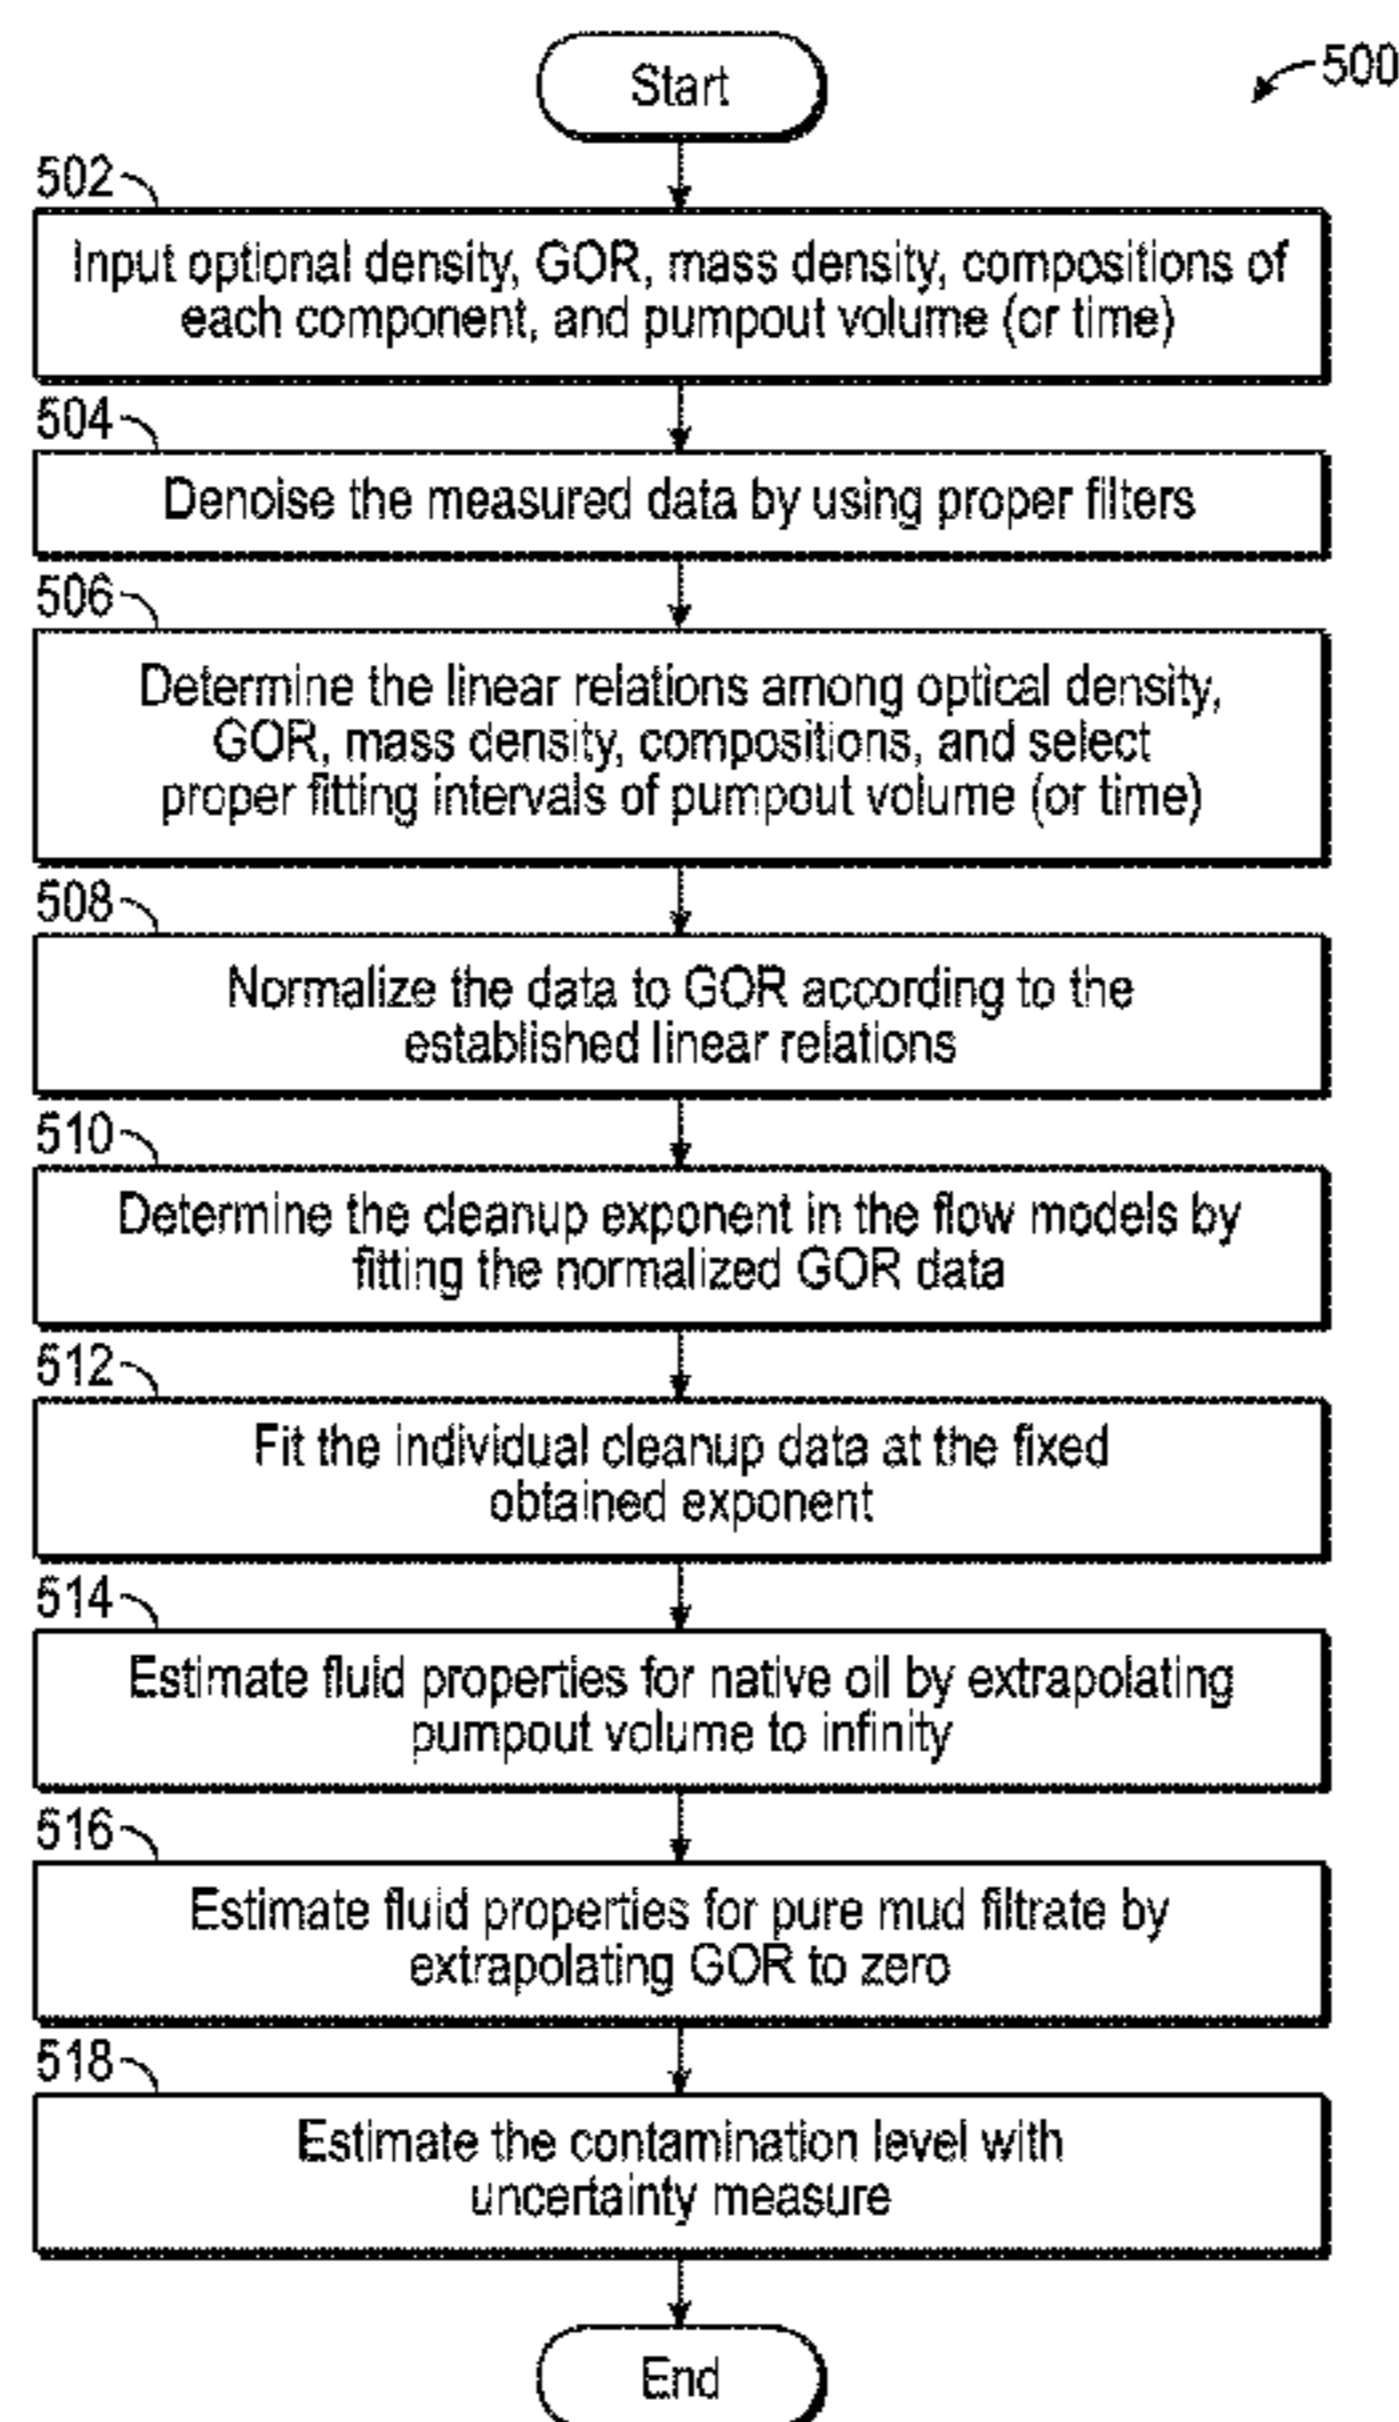 Start
500
502
Input optional density, GOR, mass density, compositions of
each component, and pumpout volume (or time)
504
Denoise the measured data by using proper filters
506
Determine the linear relations among optical density,
GOR, mass density, compositions, and select
proper fitting intervals of pumpout volume (or time)
508
Normalize the data to GOR according to the
established linear relations
510
Determine the cleanup exponent in the flow models by
fitting the normalized GOR data
512
Fit the individual cleanup data at the fixed
obtained exponent
514
Estimate fluid properties for native oil by extrapolating
pumpout volume to infinity
516
Estimate fluid properties for pure mud filtrate by
extrapolating GOR to zero
518
Estimate the contamination level with
uncertainty measure
End